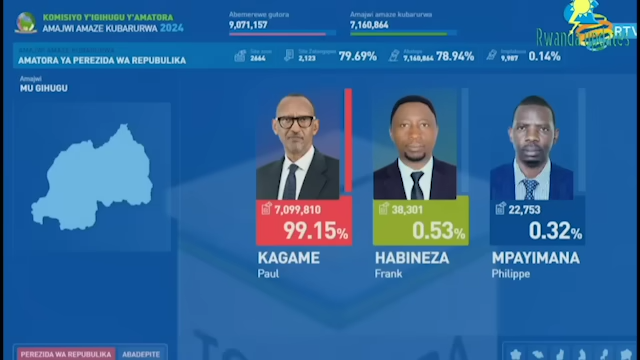 KOMISIYO Y'IGIHUGU Y'AMATORA
AMAJWI AMAZE KUBARURWA 2024
Abemerewe gutora
9,071,157
Amajwi amaze kubarurwa
7,160,864
AMATORA YA PEREZIDA WA REPUBULIKA
2444
2,123
79.69%
7,160,864
78.94%
9,987
0.14%
Rwanda updates
RTV
Amajwi
MU GIHUGU
7,099,810
99.15%
KAGAME
Paul
38,301
0.53%
HABINEZA
Frank
22,753
0.32%
MPAYIMANA
Philippe
PEREZIDA WA REPUBULIKA
ABADEPITE